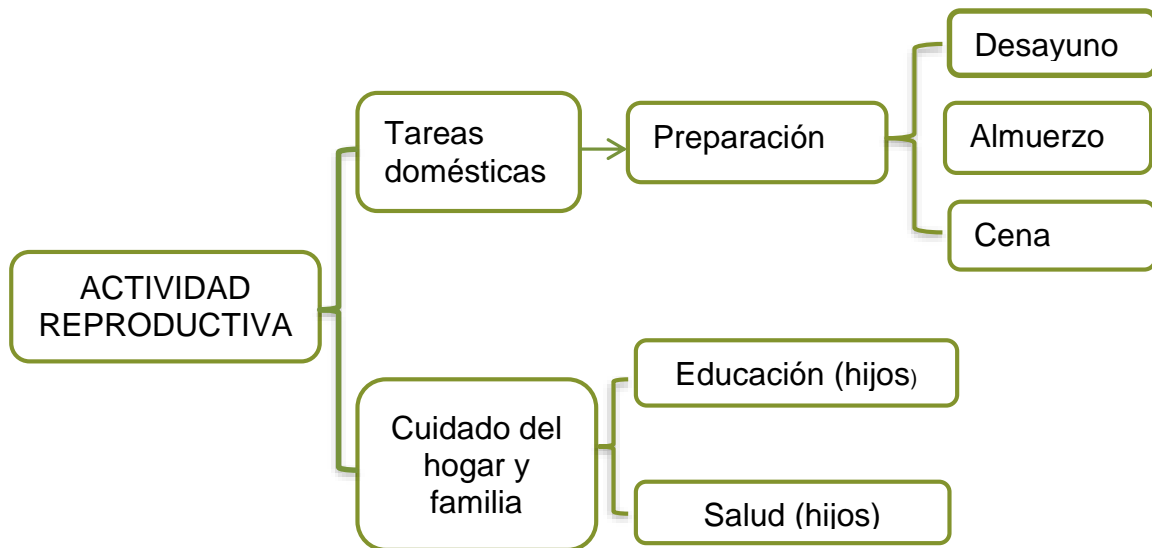 ACTIVIDAD
REPRODUCTIVA
Tareas
domésticas
Preparación
Desayuno
Almuerzo
Cena
Cuidado del
hogar y
familia
Educación (hijos)
Salud (hijos)